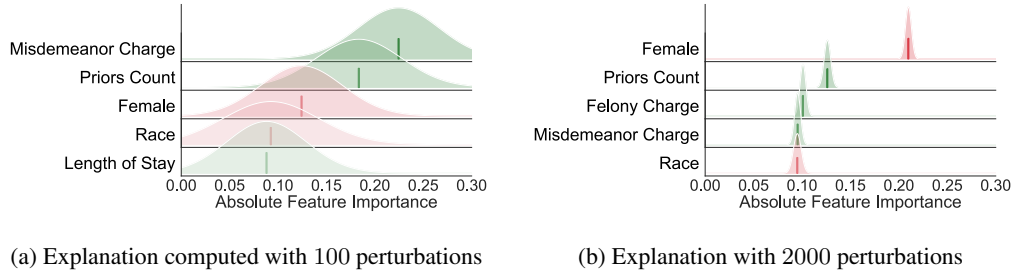 Misdemeanor Charge
Priors Count
Female
Race
Length of Stay
0.00 0.05 0.10 0.15 0.20 0.25 0.30
Absolute Feature Importance
(a) Explanation computed with 100 perturbations
Female
Priors Count
Felony Charge
Misdemeanor Charge
Race
0.00 0.05 0.10 0.15 0.20 0.25 0.30
Absolute Feature Importance
(b) Explanation with 2000 perturbations